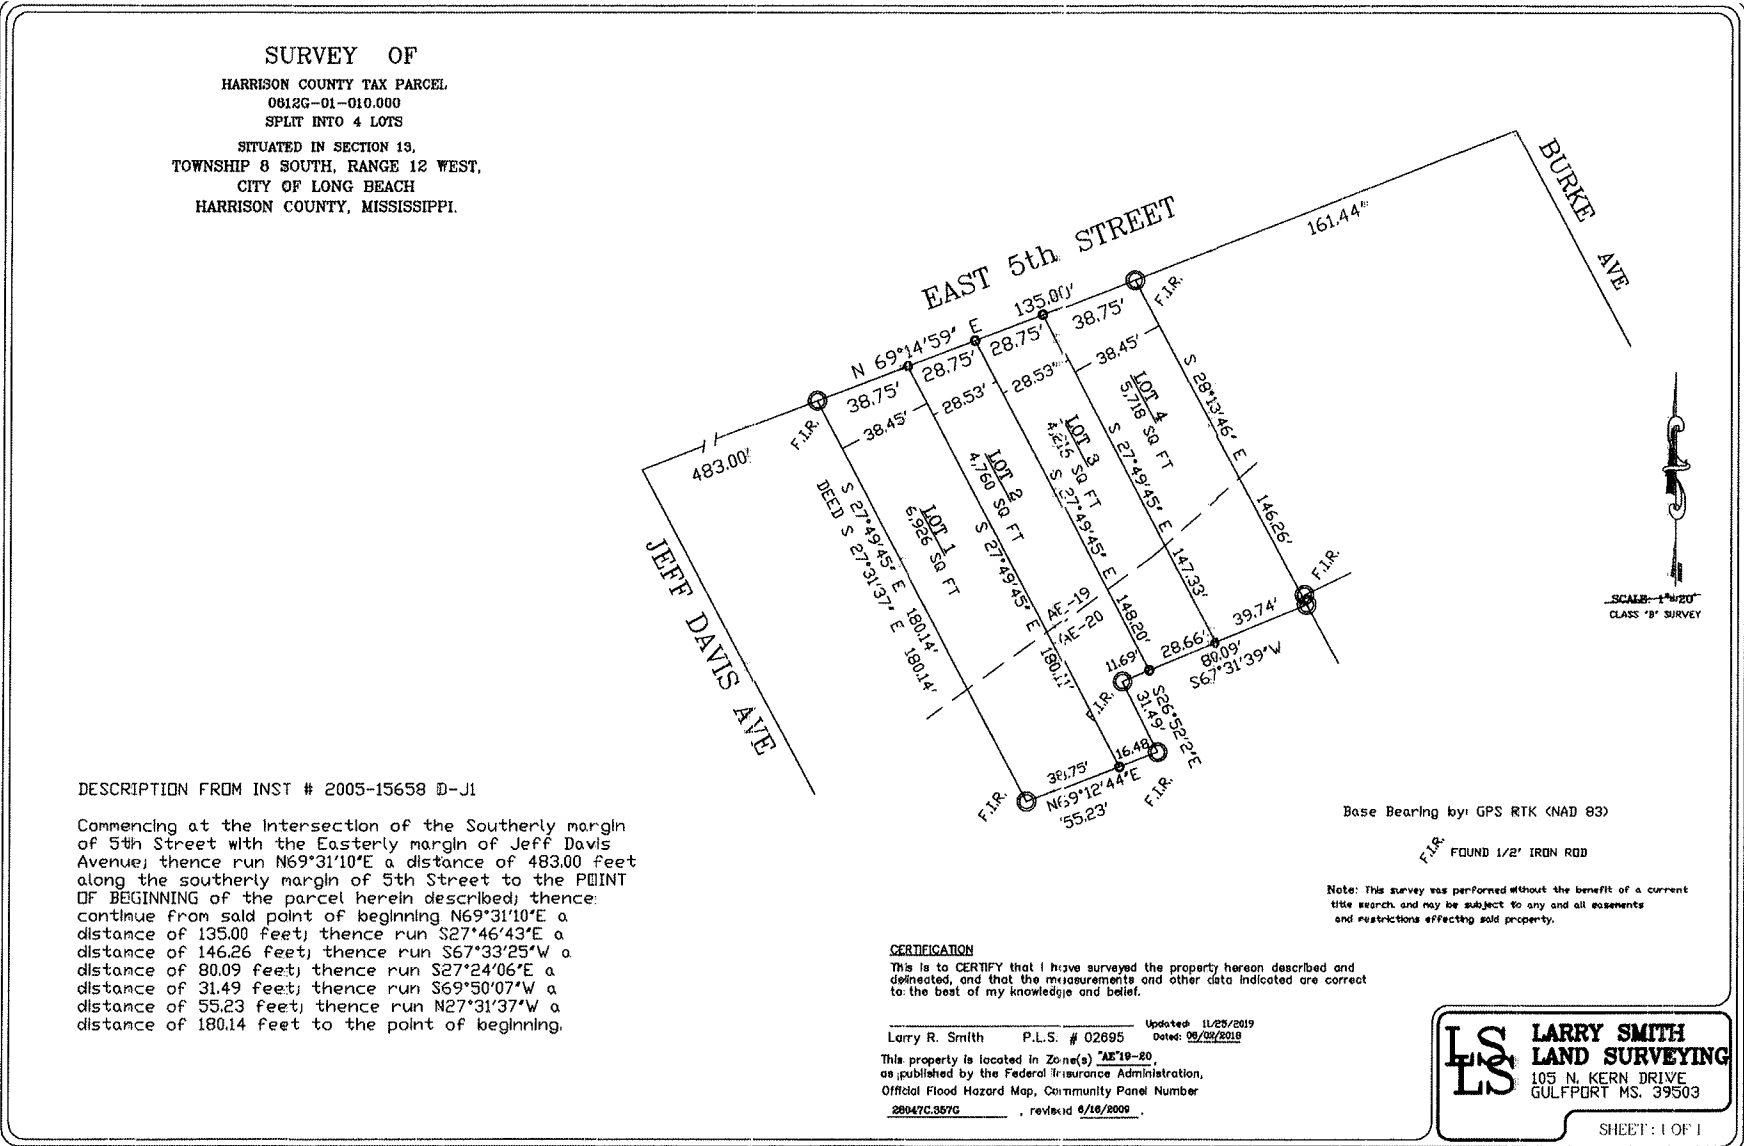 SURVEY OF
HARRISON COUNTY TAX PARCEL
0612G-01-010.000
SPLIT INTO 4 LOTS
SITUATED IN SECTION 13,
TOWNSHIP 8 SOUTH, RANGE 12 WEST,
CITY OF LONG BEACH
HARRISON COUNTY, MISSISSIPPI.
BURKE AVE
161.44'
EAST 5th STREET
135.00'
N 69°14'59" E
F.I.R.
38.75'
28.75'
28.75'
38.75'
38.45'
28.53'
28.53'
38.45'
483.00'
F.I.R.
JEFF DAVIS AVE
S 27°49'45" E 180.14'
DEED S 27°31'37" E 180.14'
LOT 1
6,926 SQ FT
S 27°49'45" E 180.11'
LOT 2
4,760 SQ FT
S 27°49'45" E 148.20'
LOT 3
SQ FT
S 27°49'45" E 147.33'
LOT 4
5,718 SQ FT
S 28°13'46" E 146.26'
AE-19
AE-20
F.I.R.
39.74'
28.66'
11.69'
80.09'
S67°31'39"W
F.I.R.
S26°52'2"E
31.49'
16.48'
38.75'
N69°12'44"E
55.23'
F.I.R.
F.I.R.
SCALE: 1"=20'
CLASS "B" SURVEY
DESCRIPTION FROM INST # 2005-15658 D-J1
Commencing at the intersection of the Southerly margin
of 5th Street with the Easterly margin of Jeff Davis
Avenue; thence run N69°31'10"E a distance of 483.00 feet
along the southerly margin of 5th Street to the POINT
OF BEGINNING of the parcel herein described; thence
continue from said point of beginning N69°31'10"E a
distance of 135.00 feet; thence run S27°46'43"E a
distance of 146.26 feet; thence run S67°33'25"W a
distance of 80.09 feet; thence run S27°24'06"E a
distance of 31.49 feet; thence run S69°50'07"W a
distance of 55.23 feet; thence run N27°31'37"W a
distance of 180.14 feet to the point of beginning.
Base Bearing by: GPS RTK (NAD 83)
F.I.R. FOUND 1/2" IRON ROD
Note: This survey was performed without the benefit of a current
title search, and may be subject to any and all easements
and restrictions effecting said property.
CERTIFICATION
This is to CERTIFY that I have surveyed the property hereon described and
delineated, and that the measurements and other data indicated are correct
to the best of my knowledge and belief.
Updated: 11/25/2019
Larry R. Smith P.L.S. # 02695 Dated: 06/02/2018
This property is located in Zone(s) "AE"19-20,
as published by the Federal Insurance Administration,
Official Flood Hazard Map, Community Panel Number
28047C.357G, revised 6/16/2009.
LSLS
LARRY SMITH
LAND SURVEYING
105 N. KERN DRIVE
GULFPORT MS. 39503
SHEET: 1 OF 1